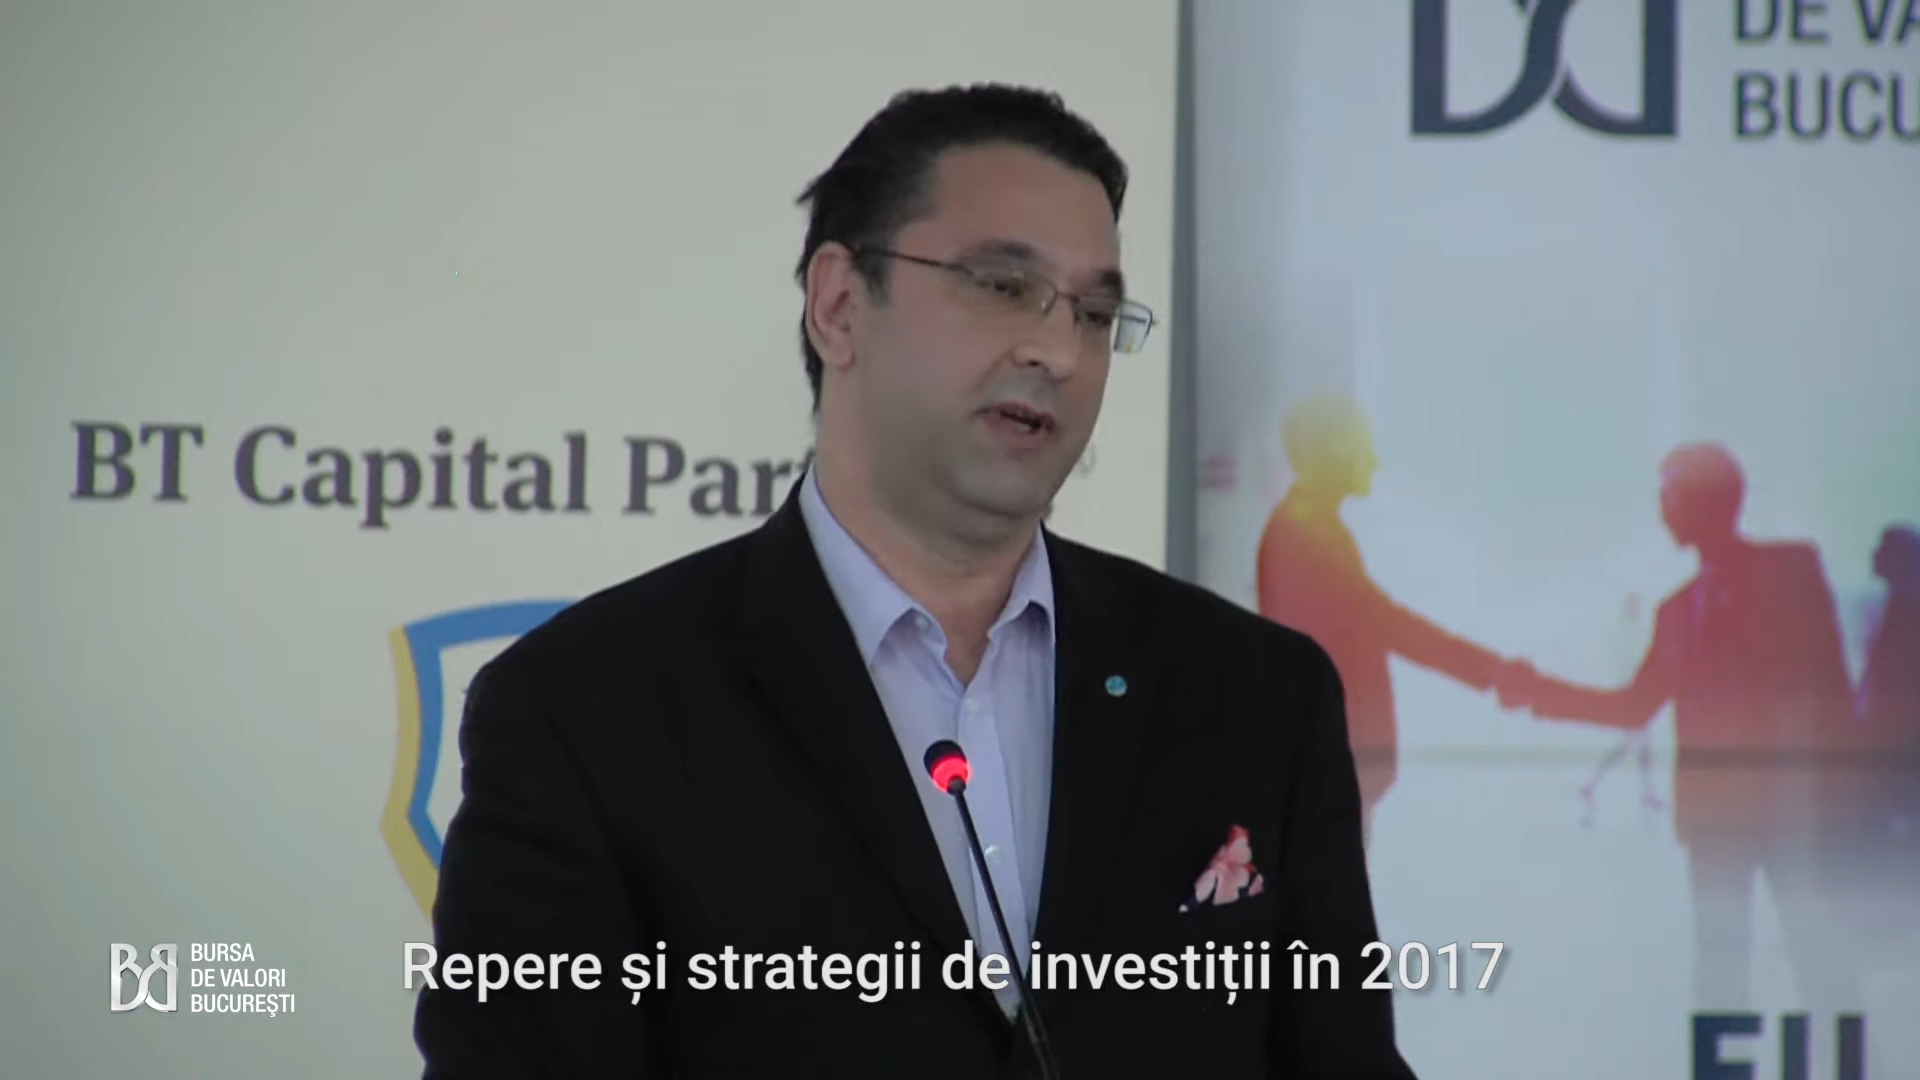 DE VA
BUCU
BT Capital Par
BURSA
DE VALORI
BUCUREŞTI
Repere și strategii de investiții în 2017